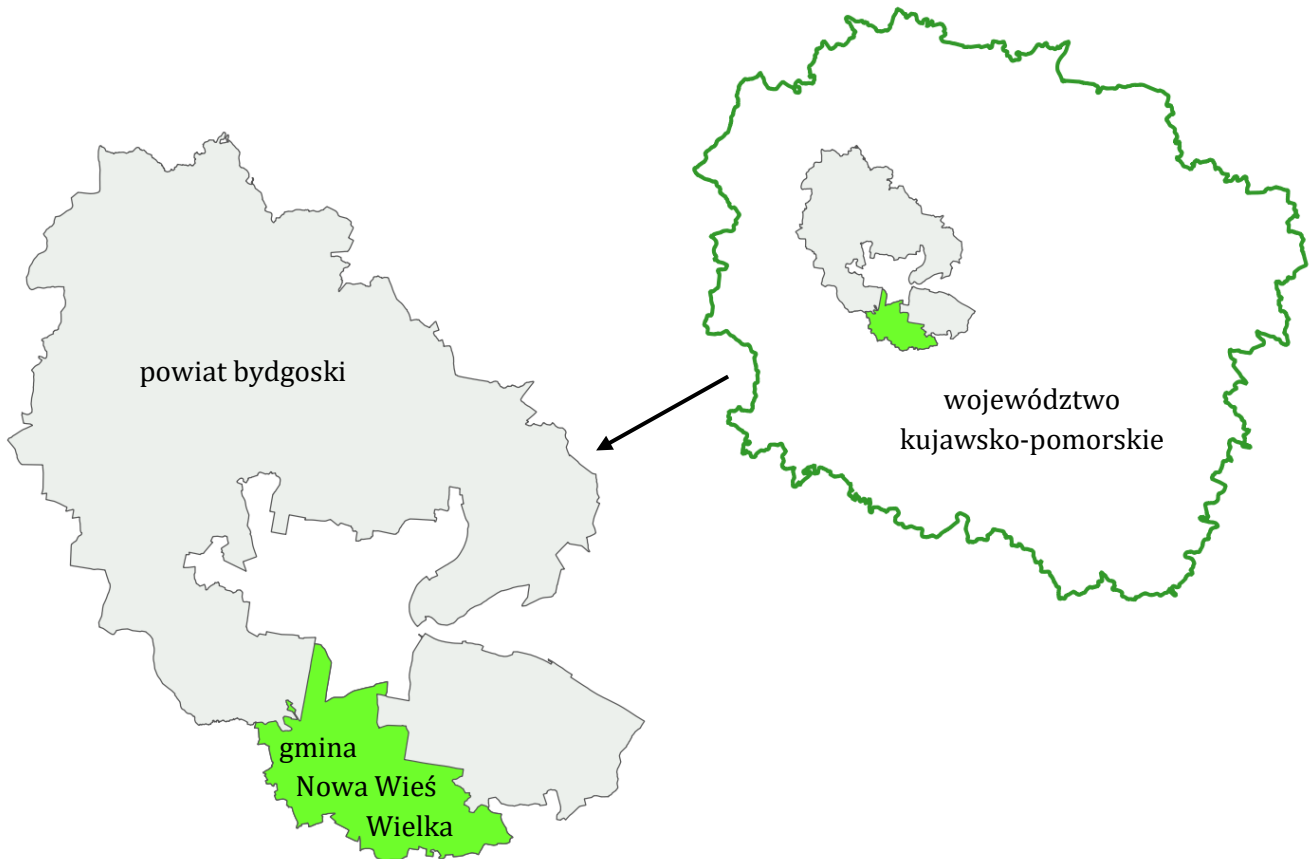 powiat bydgoski
województwo
kujawsko-pomorskie
gmina
Nowa Wieś
Wielka